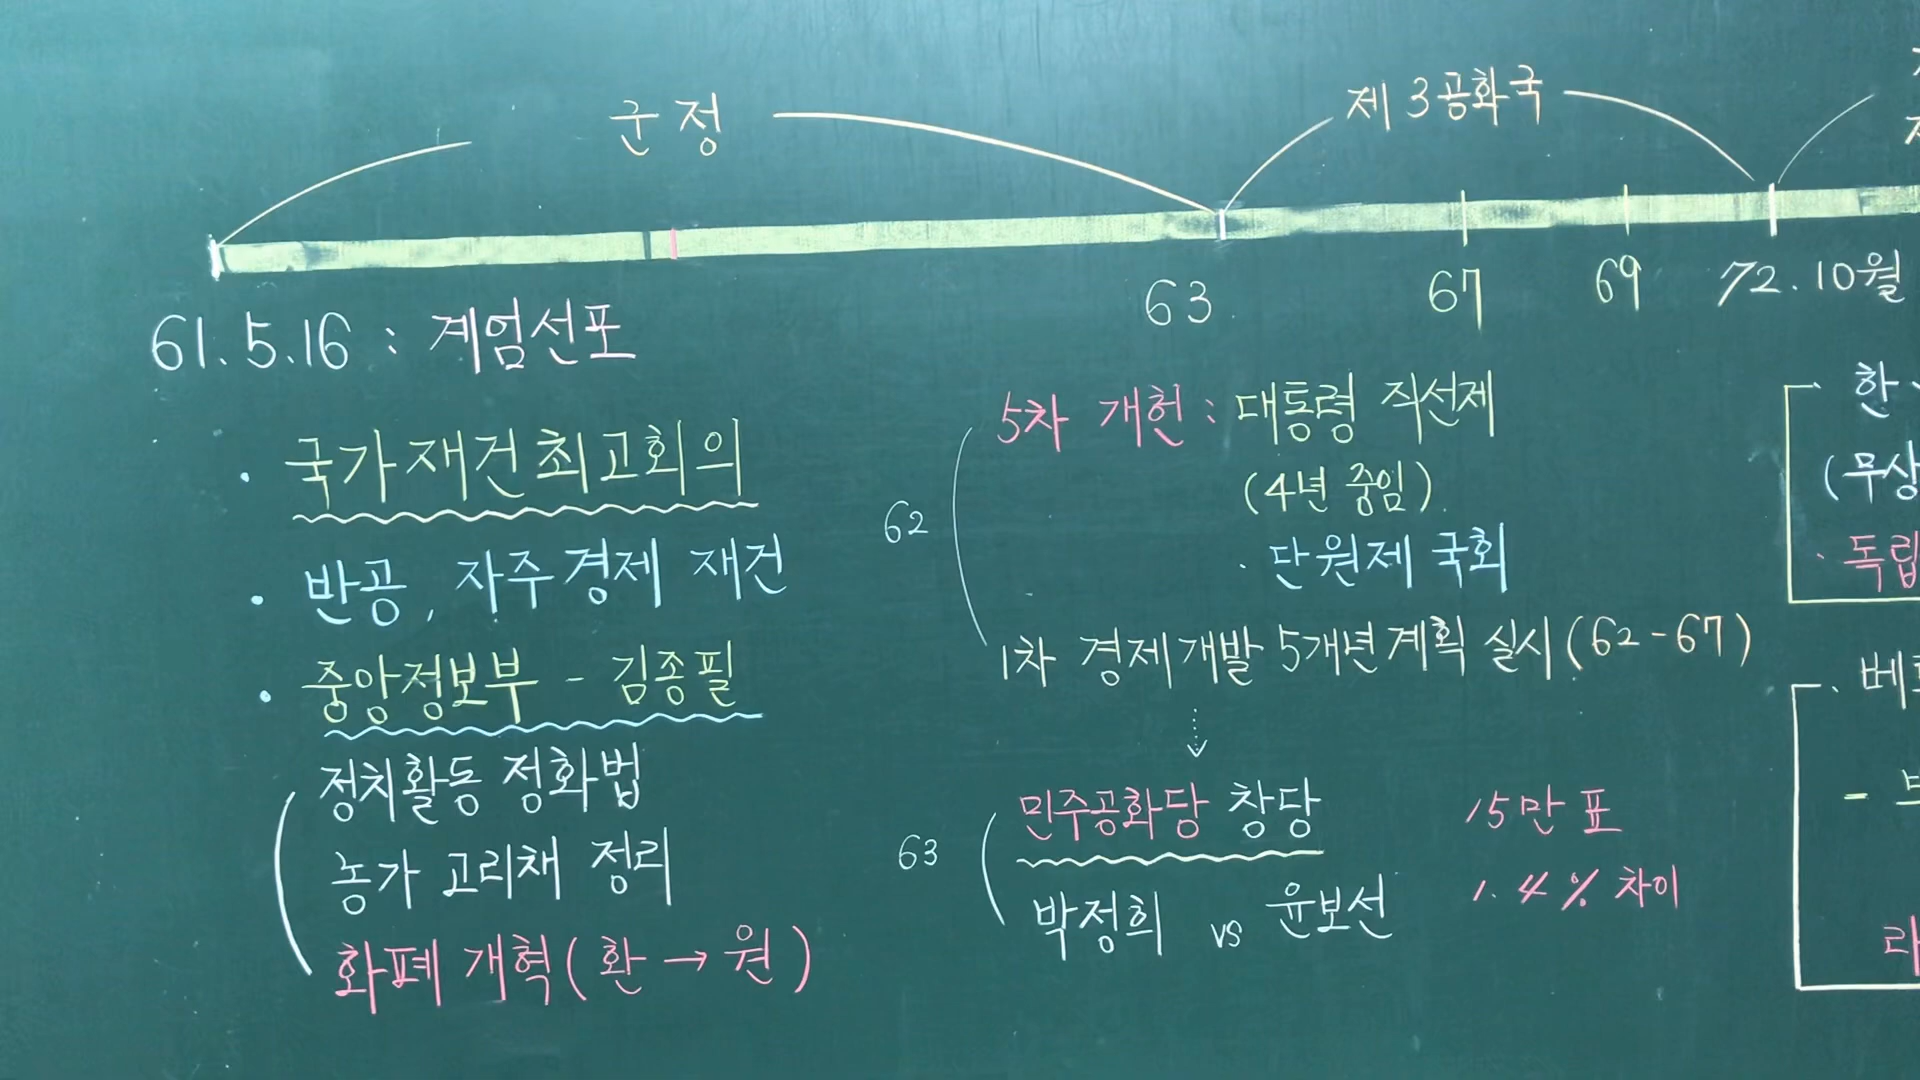 군정
제3공화국
63
67
69
72.10월
61.5.16 : 계엄선포
· 국가재건최고회의
· 반공, 자주경제 재건
· 중앙정보부 - 김종필
정치활동 정화법
농가 고리채 정리
화폐 개혁(환→원)
62
5차 개헌 : 대통령 직선제
(4년 중임)
· 단원제 국회
1차 경제개발 5개년계획 실시(62-67)
63
민주공화당 창당
박정희 vs 윤보선
15만 표
1.4% 차이
한
(무상
· 독립
· 베
-
라